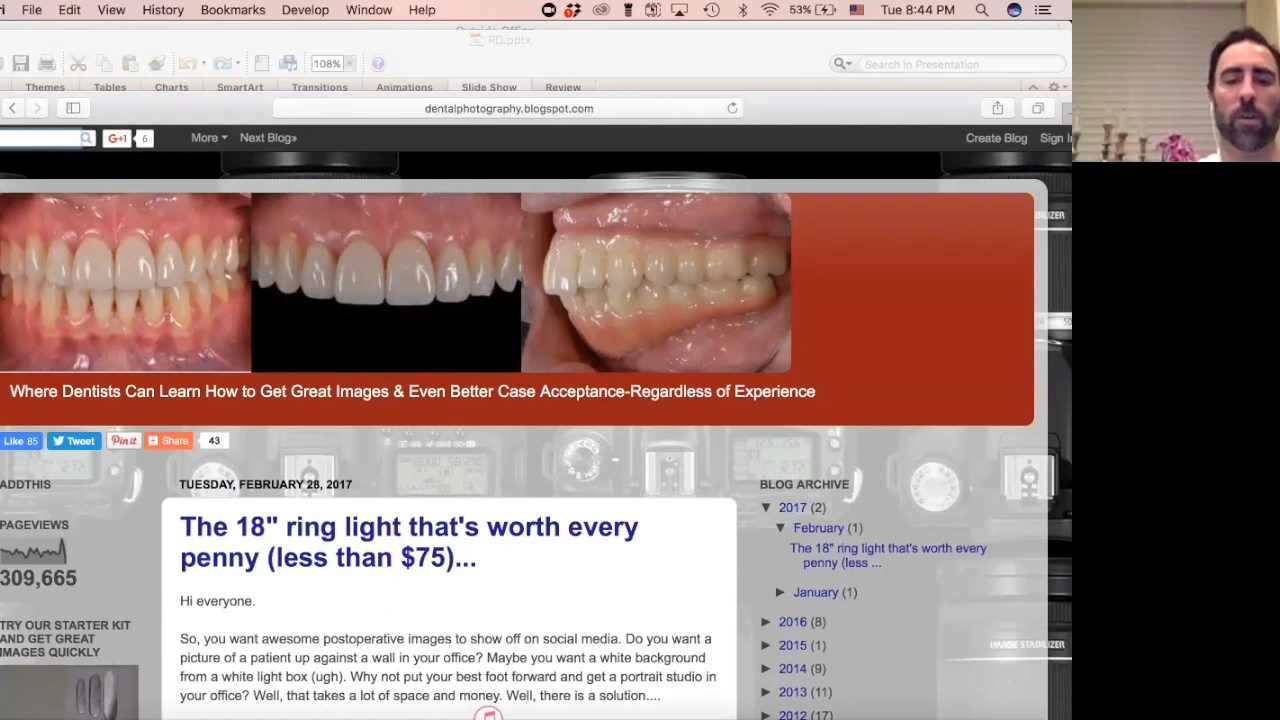 File Edit View History Bookmarks Develop Window Help 53% Tue 8:44 PM
RD.pptx
108% Search in Presentation
Themes Tables Charts SmartArt Transitions Animations Slide Show Review
dentalphotography.blogspot.com
G+1 6 More Next Blog» Create Blog Sign In
Where Dentists Can Learn How to Get Great Images & Even Better Case Acceptance-Regardless of Experience
Like 85 Tweet Pin it Share 43
ADDTHIS
PAGEVIEWS
309,665
TRY OUR STARTER KIT
AND GET GREAT
IMAGES QUICKLY
TUESDAY, FEBRUARY 28, 2017
The 18" ring light that's worth every
penny (less than $75)...
Hi everyone.
So, you want awesome postoperative images to show off on social media. Do you want a
picture of a patient up against a wall in your office? Maybe you want a white background
from a white light box (ugh). Why not put your best foot forward and get a portrait studio in
your office? Well, that takes a lot of space and money. Well, there is a solution....
BLOG ARCHIVE
▼ 2017 (2)
▼ February (1)
The 18" ring light that's worth every
penny (less ...
► January (1)
► 2016 (8)
► 2015 (1)
► 2014 (9)
► 2013 (11)
► 2012 (17)
IMAGE STABILIZER